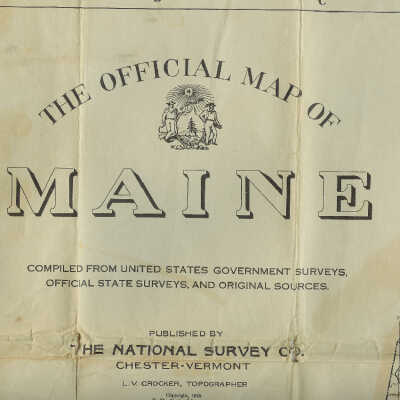 THE OFFICIAL MAP OF
MAINE
COMPILED FROM UNITED STATES GOVERNMENT SURVEYS,
OFFICIAL STATE SURVEYS, AND ORIGINAL SOURCES.
PUBLISHED BY
THE NATIONAL SURVEY CO.
CHESTER-VERMONT
L. V. CROCKER, TOPOGRAPHER
Copyright,